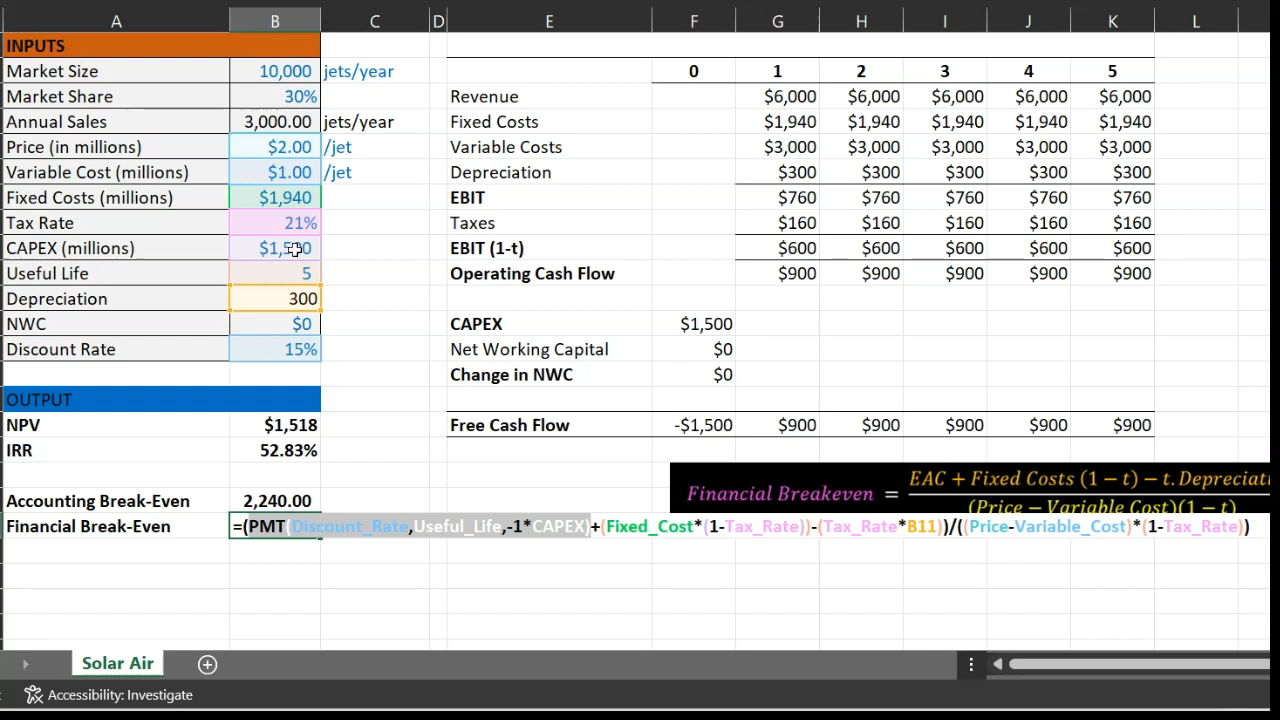 A B C D E F G H I J K L
INPUTS
Market Size 10,000 jets/year 0 1 2 3 4 5
Market Share 30% Revenue $6,000 $6,000 $6,000 $6,000 $6,000
Annual Sales 3,000.00 jets/year Fixed Costs $1,940 $1,940 $1,940 $1,940 $1,940
Price (in millions) $2.00 /jet Variable Costs $3,000 $3,000 $3,000 $3,000 $3,000
Variable Cost (millions) $1.00 /jet Depreciation $300 $300 $300 $300 $300
Fixed Costs (millions) $1,940 EBIT $760 $760 $760 $760 $760
Tax Rate 21% Taxes $160 $160 $160 $160 $160
CAPEX (millions) $1,500 EBIT (1-t) $600 $600 $600 $600 $600
Useful Life 5 Operating Cash Flow $900 $900 $900 $900 $900
Depreciation 300
NWC $0 CAPEX $1,500
Discount Rate 15% Net Working Capital $0
Change in NWC $0
OUTPUT
NPV $1,518 Free Cash Flow -$1,500 $900 $900 $900 $900 $900
IRR 52.83%
Financial Breakeven = EAC + Fixed Costs (1 − t) − t. Depreciati
(Price − Variable Cost)(1 − t)
Accounting Break-Even 2,240.00
Financial Break-Even =(PMT(Discount_Rate,Useful_Life,-1*CAPEX)+(Fixed_Cost*(1-Tax_Rate))-(Tax_Rate*B11))/((Price-Variable_Cost)*(1-Tax_Rate))
Solar Air
Accessibility: Investigate